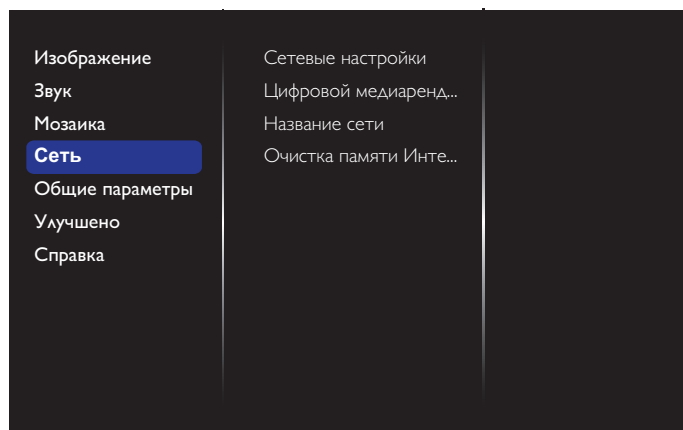 Изображение
Звук
Мозаика
Сеть
Общие параметры
Улучшено
Справка
Сетевые настройки
Цифровой медиаренд...
Название сети
Очистка памяти Инте...